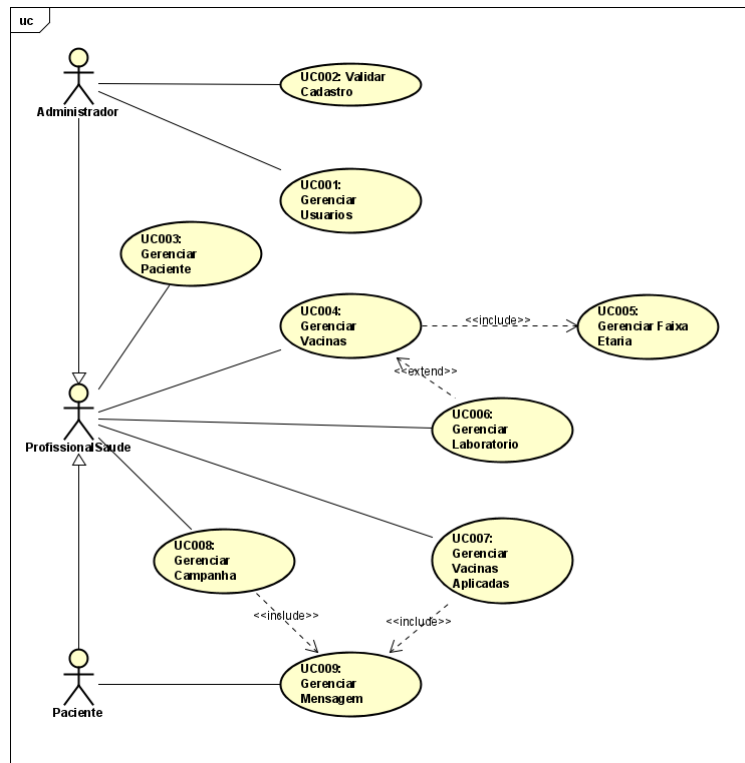 uc
UC002: Validar
Cadastro
Administrador
UC001:
Gerenciar
Usuarios
UC003:
Gerenciar
Paciente
UC004:
Gerenciar
Vacinas
<<include>>
UC005:
Gerenciar Faixa
Etaria
<<extend>>
UC006:
Gerenciar
Laboratorio
ProfissionalSaude
UC008:
Gerenciar
Campanha
UC007:
Gerenciar
Vacinas
Aplicadas
<<include>>
<<include>>
UC009:
Gerenciar
Mensagem
Paciente